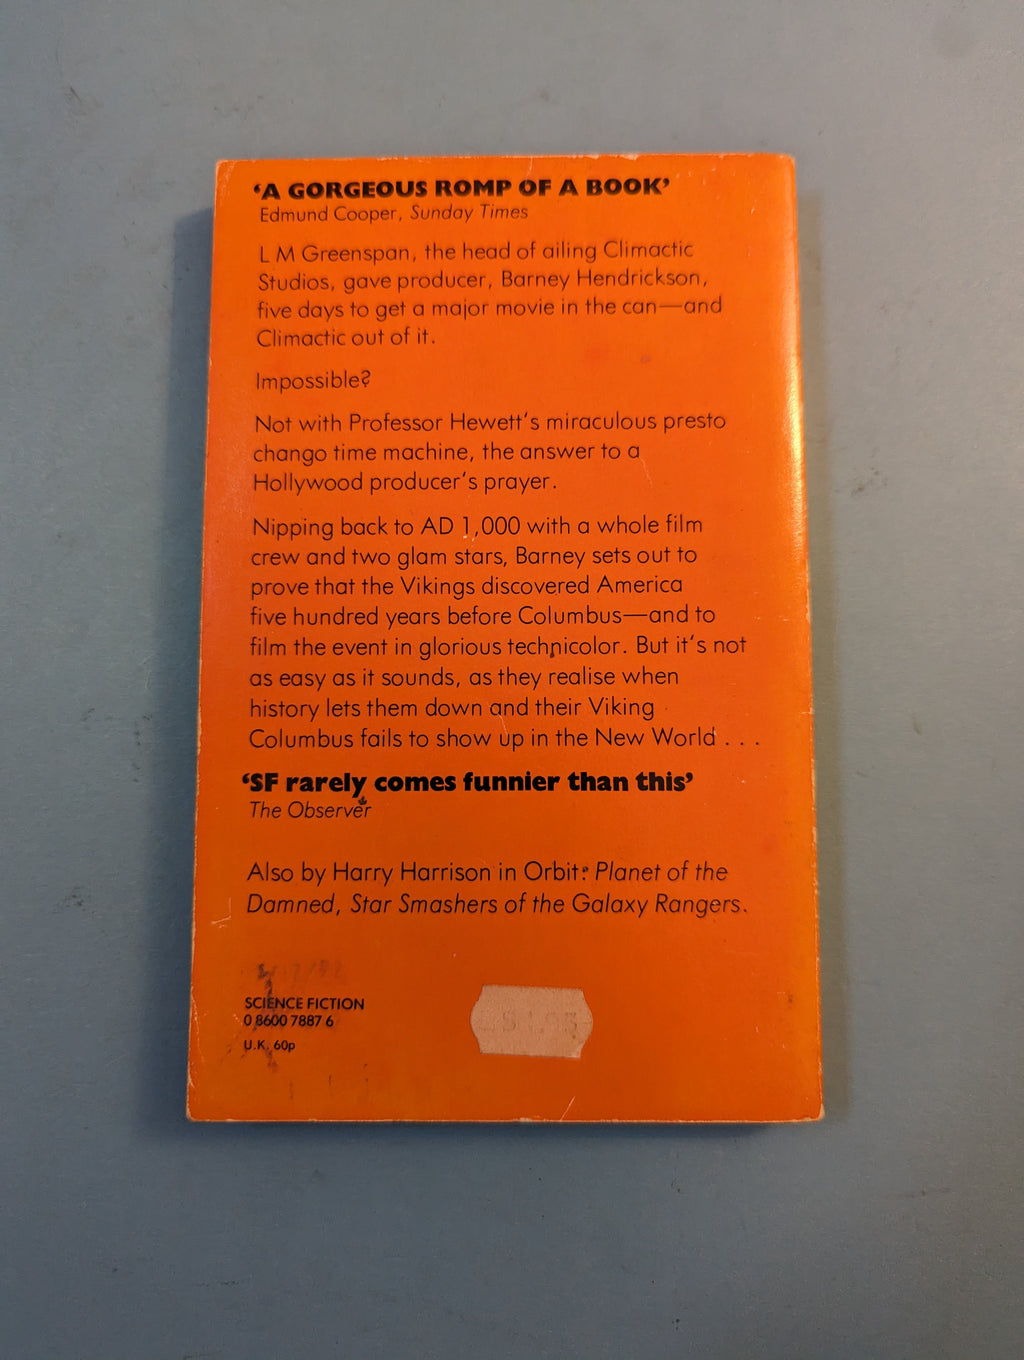 ‘A GORGEOUS ROMP OF A BOOK’
Edmund Cooper, Sunday Times
L M Greenspan, the head of ailing Climactic
Studios, gave producer, Barney Hendrickson,
five days to get a major movie in the can—and
Climactic out of it.
Impossible?
Not with Professor Hewett's miraculous presto
chango time machine, the answer to a
Hollywood producer's prayer.
Nipping back to AD 1,000 with a whole film
crew and two glam stars, Barney sets out to
prove that the Vikings discovered America
five hundred years before Columbus—and to
film the event in glorious technicolor. But it's not
as easy as it sounds, as they realise when
history lets them down and their Viking
Columbus fails to show up in the New World . . .
‘SF rarely comes funnier than this’
The Observer
Also by Harry Harrison in Orbit: Planet of the
Damned, Star Smashers of the Galaxy Rangers.
SCIENCE FICTION
0 8600 7887 6
U.K. 60p